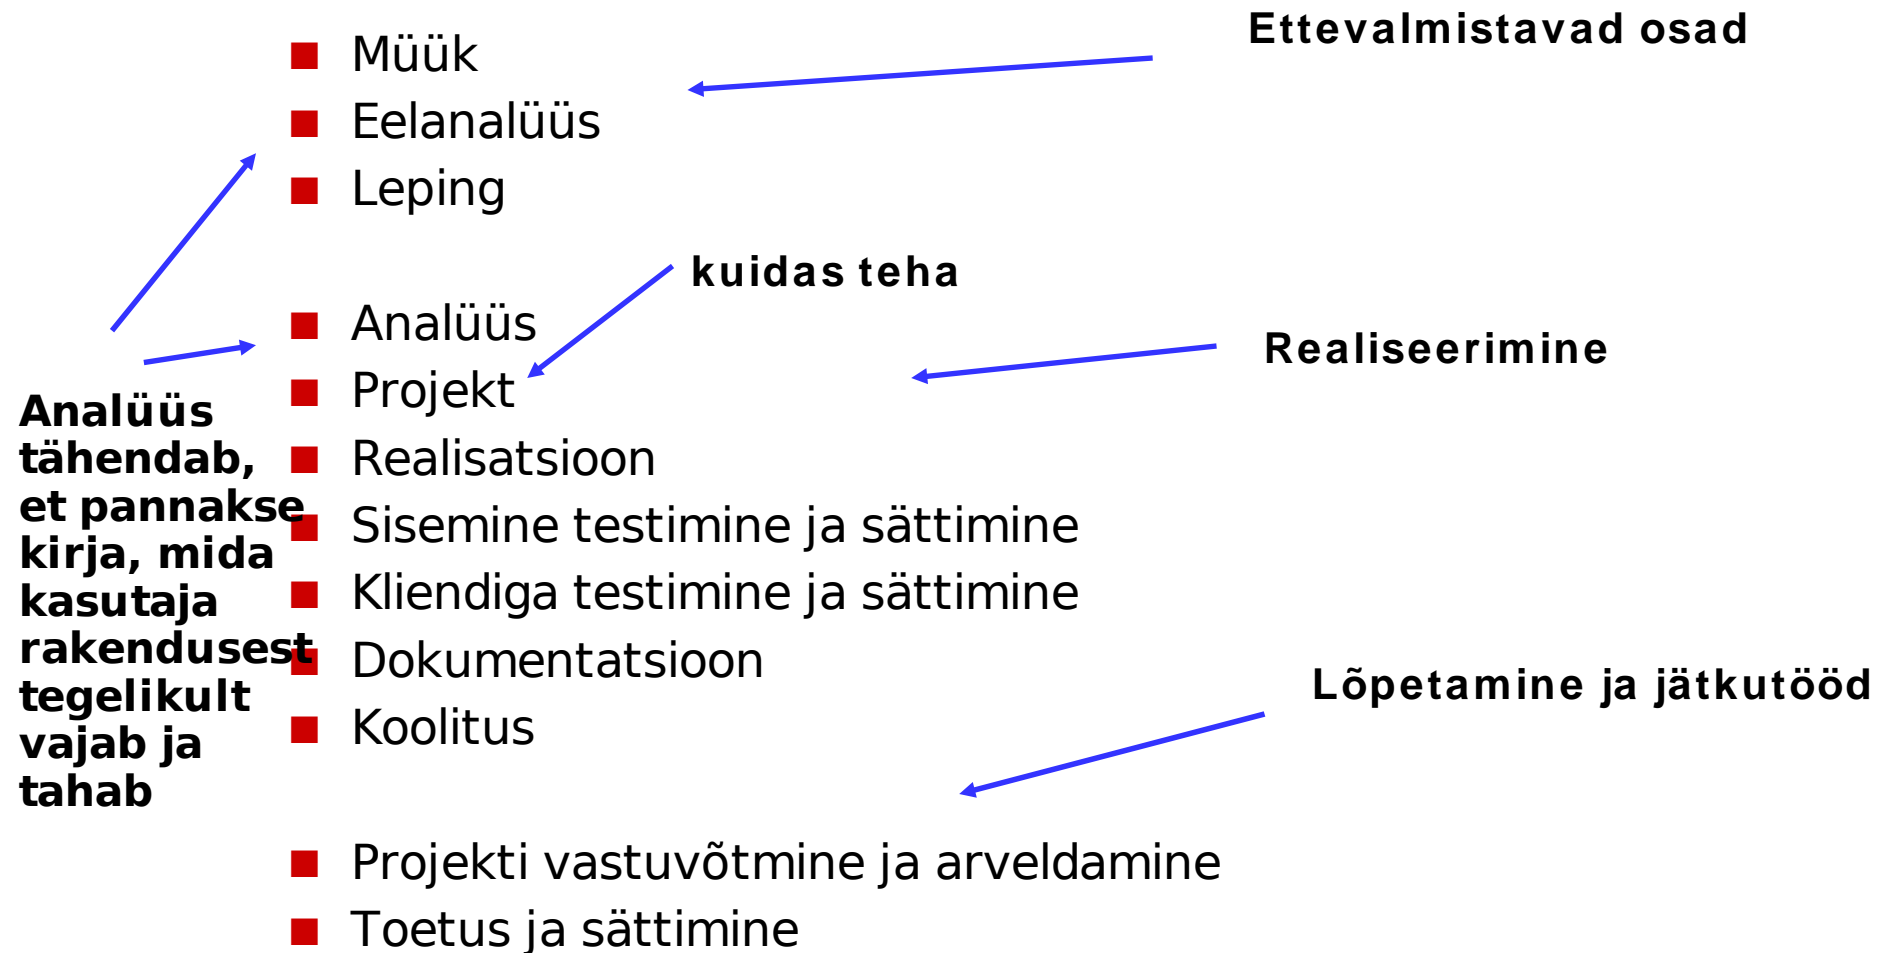 Ettevalmistavad osad
Müük
Eelanalüüs
Leping
kuidas teha
Analüüs
Projekt
Realisatsioon
Sisemine testimine ja sättimine
Kliendiga testimine ja sättimine
Dokumentatsioon
Koolitus
Realiseerimine
Analüüs
tähendab,
et pannakse
kirja, mida
kasutaja
rakendusest
tegelikult
vajab ja
tahab
Lõpetamine ja jätkutööd
Projekti vastuvõtmine ja arveldamine
Toetus ja sättimine